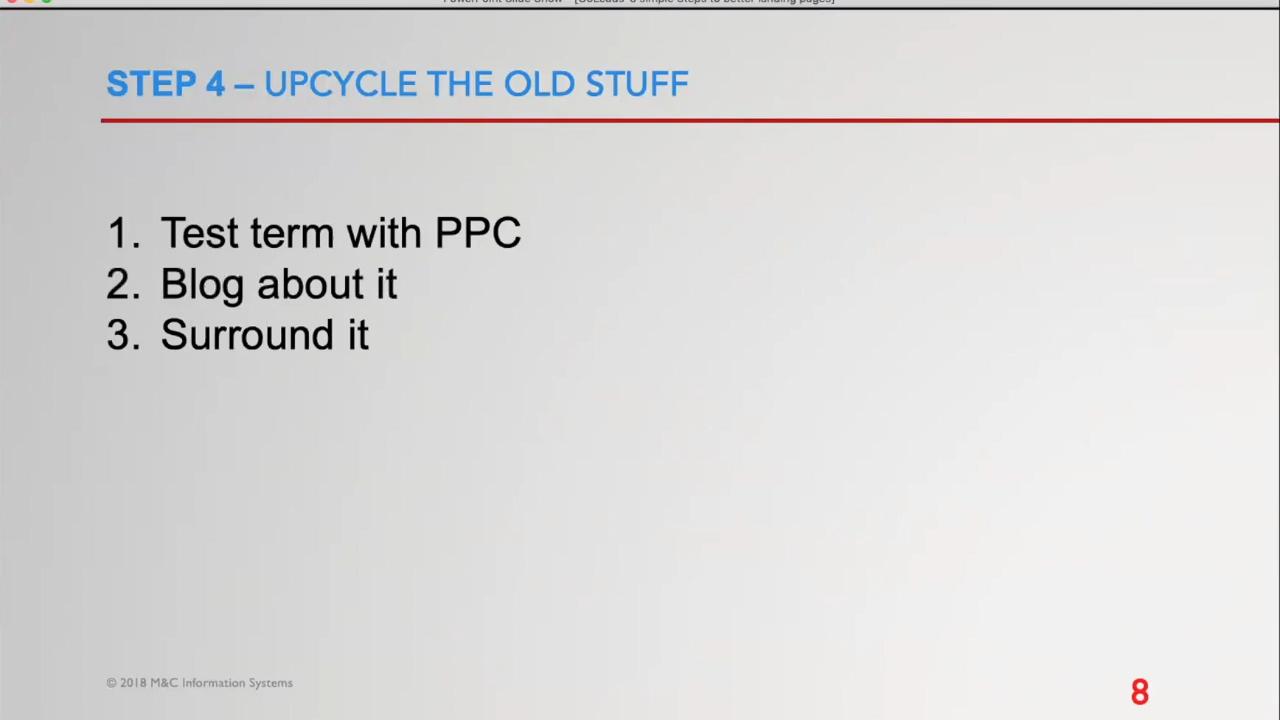 STEP 4 – UPCYCLE THE OLD STUFF
1. Test term with PPC
2. Blog about it
3. Surround it
© 2018 M&C Information Systems
8